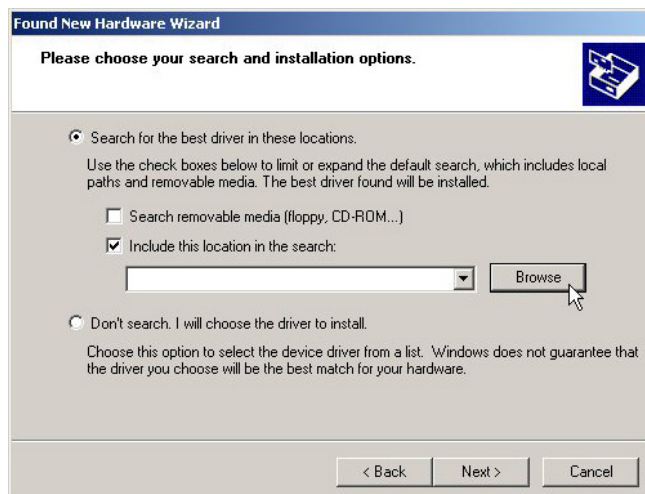 Found New Hardware Wizard
Please choose your search and installation options.
Search for the best driver in these locations.
Use the check boxes below to limit or expand the default search, which includes local
paths and removable media. The best driver found will be installed.
Search removable media (floppy, CD-ROM...)
Include this location in the search:
Browse
Don't search. I will choose the driver to install.
Choose this option to select the device driver from a list. Windows does not guarantee that
the driver you choose will be the best match for your hardware.
< Back Next > Cancel